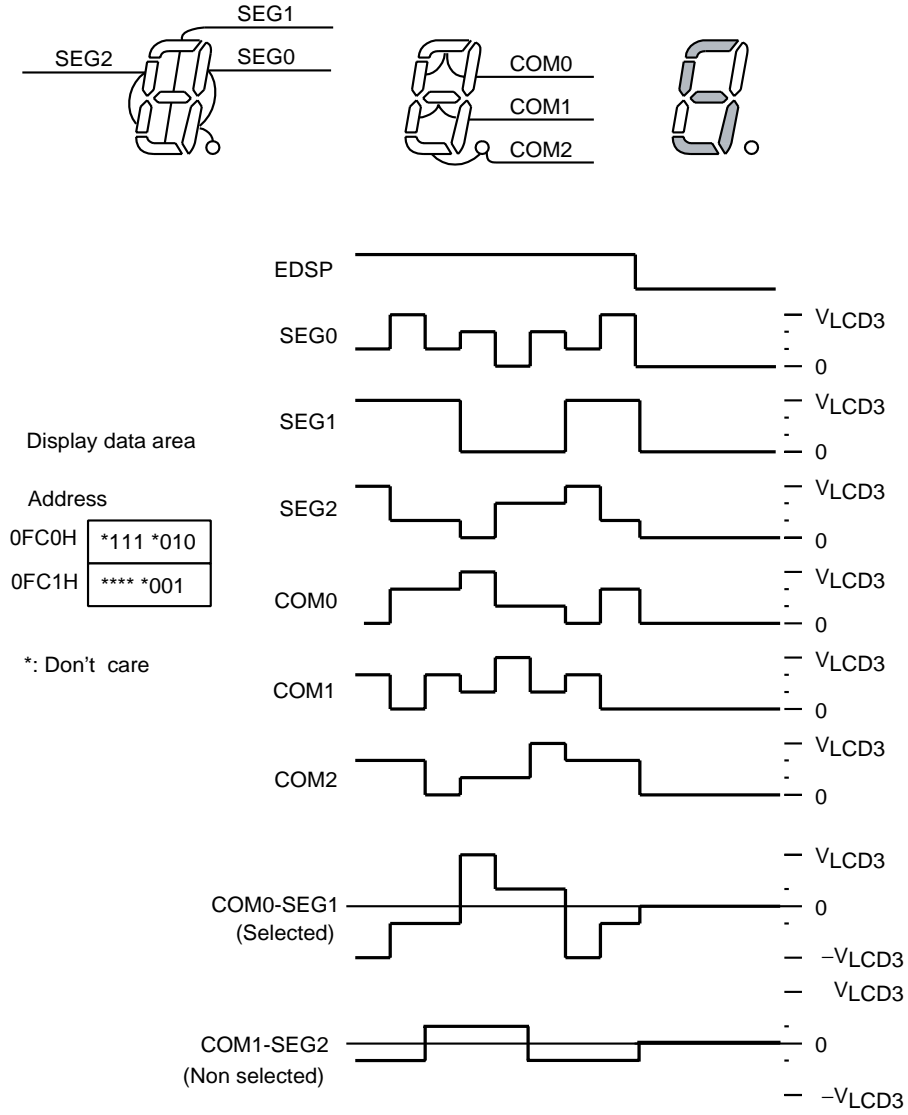 SEG1
SEG2
SEG0
COM0
COM1
COM2
EDSP
SEG0
VLCD3
0
SEG1
VLCD3
0
Display data area
SEG2
VLCD3
0
Address
0FC0H *111 *010
0FC1H **** *001
COM0
VLCD3
0
*: Don't care
COM1
VLCD3
0
COM2
VLCD3
0
COM0-SEG1
(Selected)
VLCD3
0
−VLCD3
COM1-SEG2
(Non selected)
VLCD3
0
−VLCD3